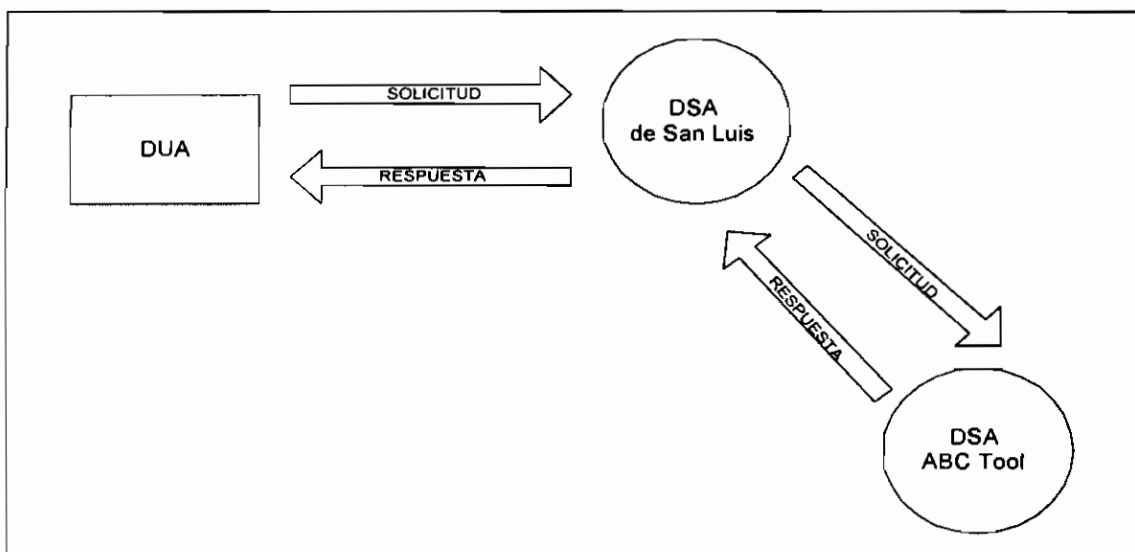 DUA
SOLICITUD
RESPUESTA
DSA
de San Luis
SOLICITUD
RESPUESTA
DSA
ABC Tool